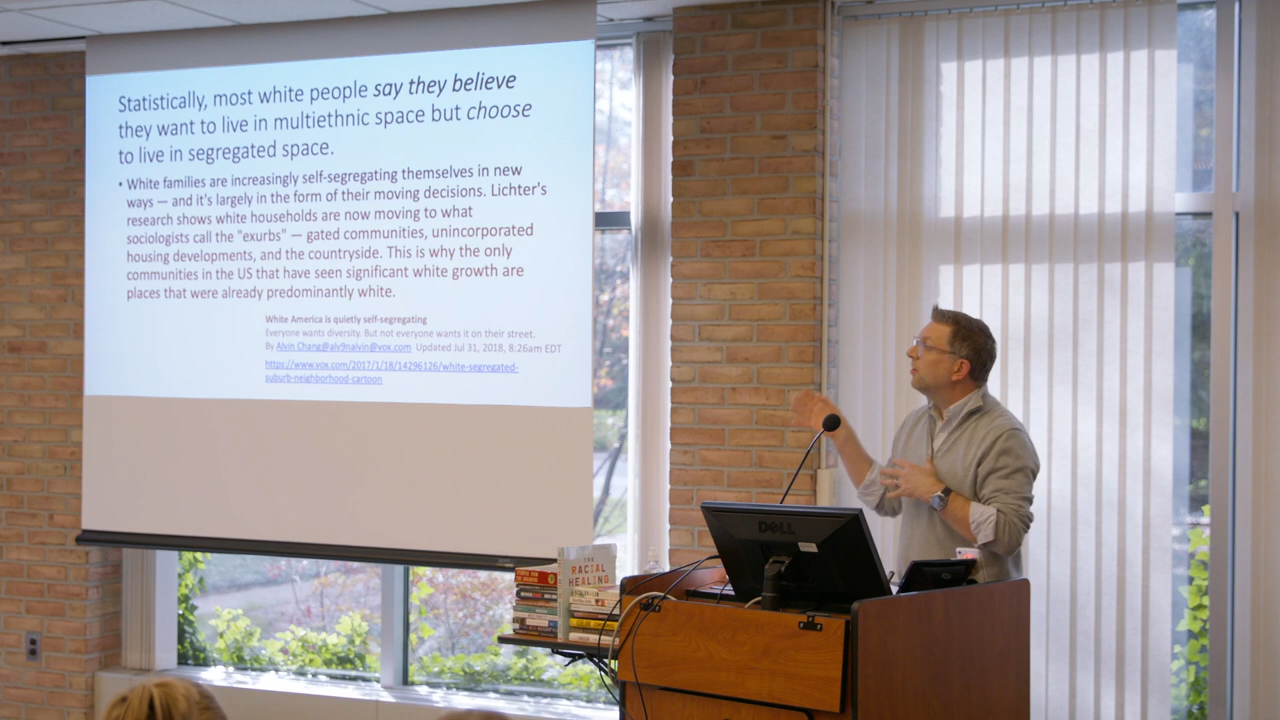 Statistically, most white people say they believe
they want to live in multiethnic space but choose
to live in segregated space.
• White families are increasingly self-segregating themselves in new
ways — and it's largely in the form of their moving decisions. Lichter's
research shows white households are now moving to what
sociologists call the "exurbs" — gated communities, unincorporated
housing developments, and the countryside. This is why the only
communities in the US that have seen significant white growth are
places that were already predominantly white.
White America is quietly self-segregating
Everyone wants diversity. But not everyone wants it on their street.
By Alvin Chang@alv9nalvin@vox.com Updated Jul 31, 2018, 8:26am EDT
https://www.vox.com/2017/1/18/14296126/white-segregated-
suburb-neighborhood-cartoon
DELL
THE
RACIAL
HEALING